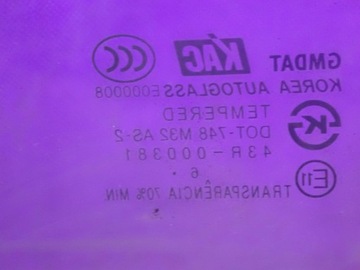 GMDAT KAC CCC
KOREA AUTOGLASS E000008
TEMPERED
DOT-748 M32 AS-2
43R-000381
E11 6 .
TRANSPARÊNCIA 70% MIN